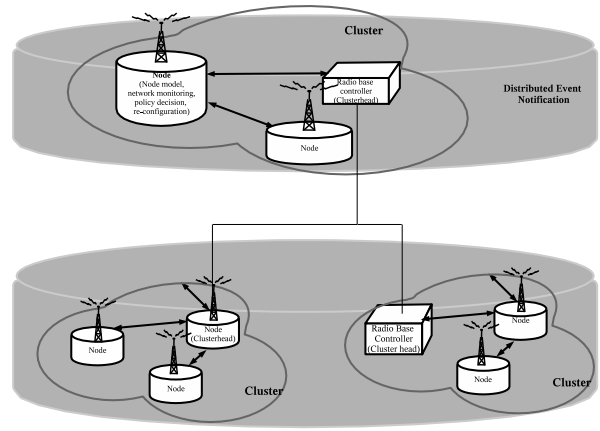 Cluster
Node
(Node model,
network monitoring,
policy decision,
re-configuration)
Radio base
controller
(Clusterhead)
Distributed Event
Notification
Node
Node
(Clusterhead)
Node
Node
Cluster
Radio Base
Controller
(Cluster head)
Node
Node
Cluster